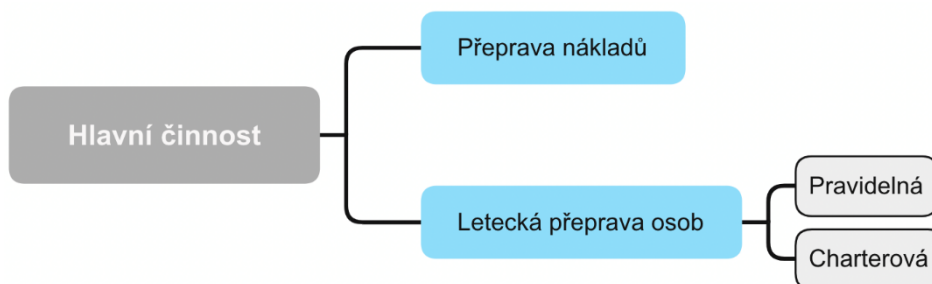 Hlavní činnost
Přeprava nákladů
Letecká přeprava osob
Pravidelná
Charterová